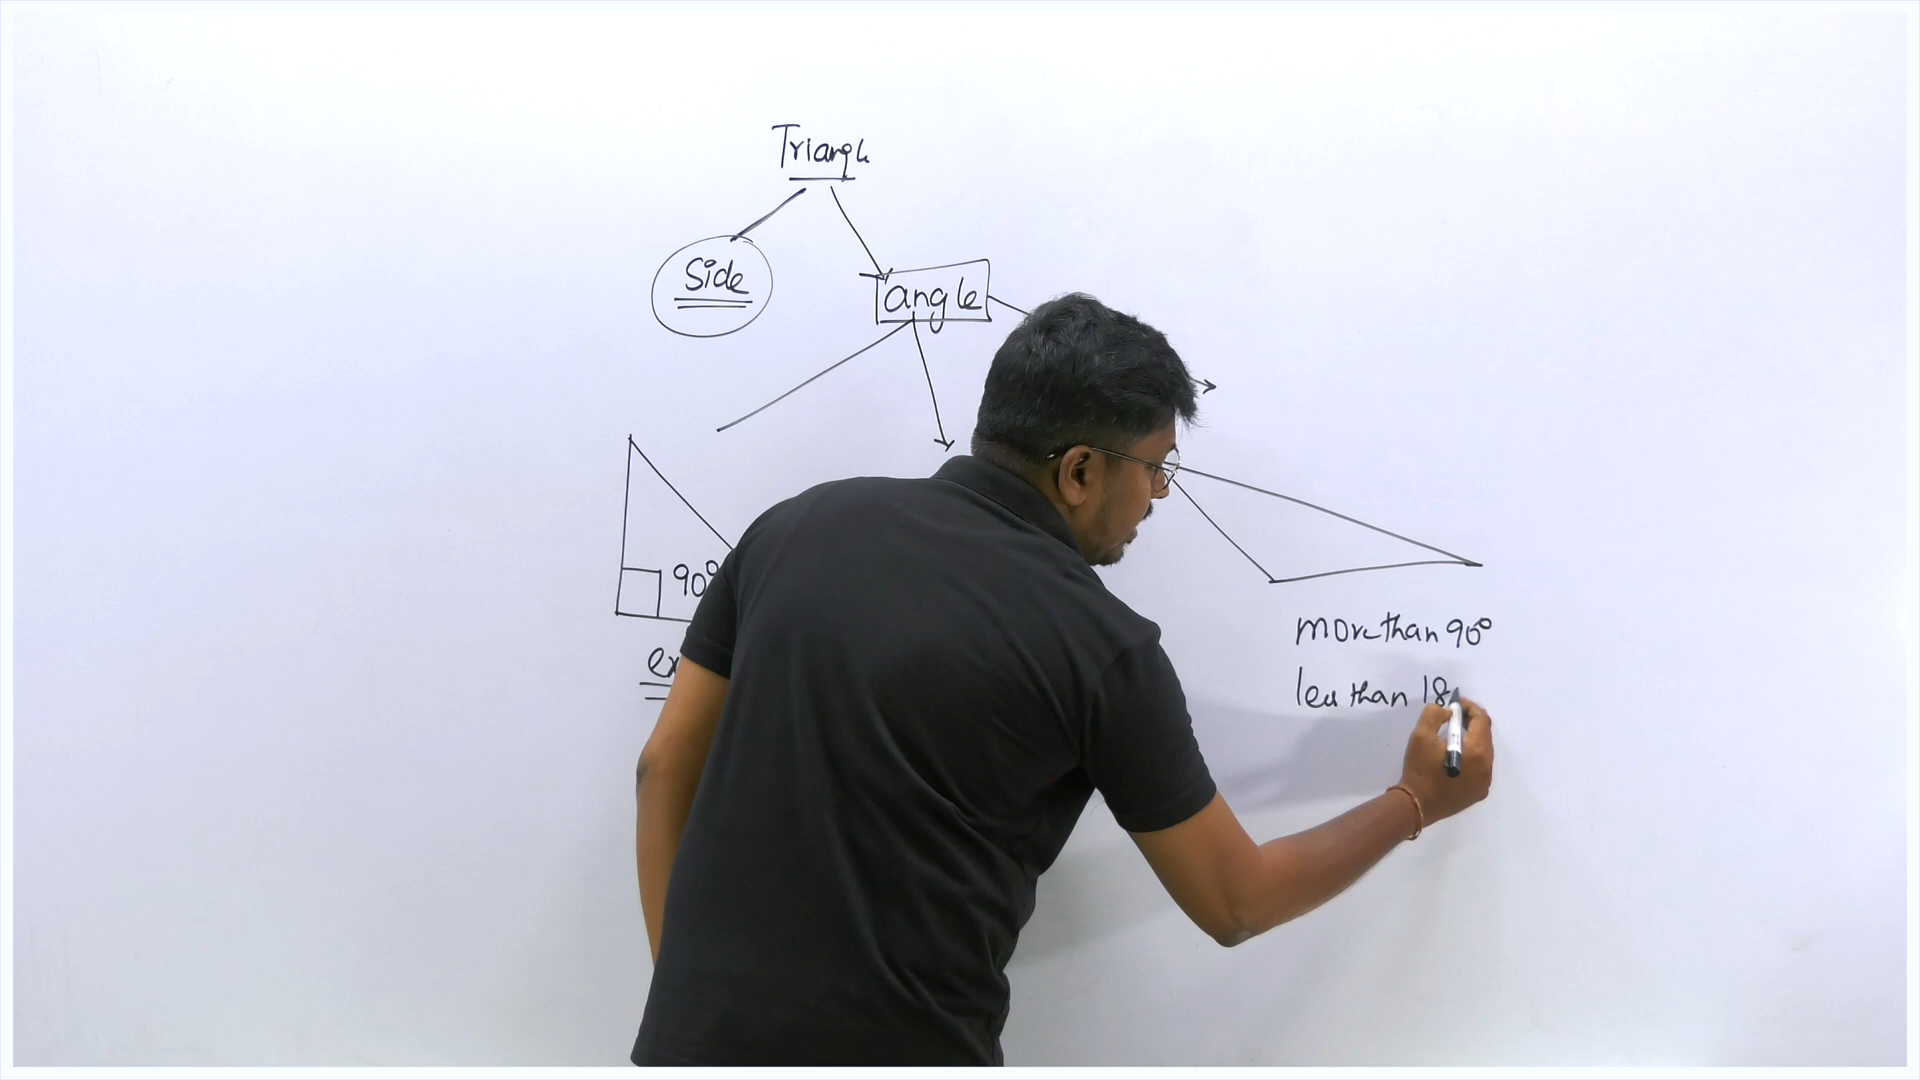 Triangle
Side
angle
90°
ex
more than 90°
less than 18